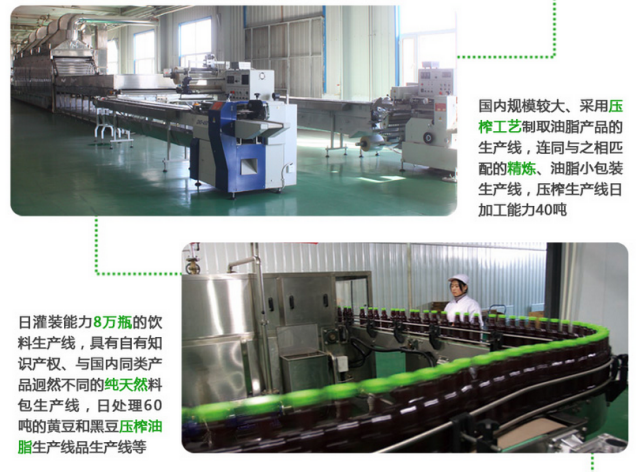 国内规模较大、采用压
榨工艺制取油脂产品的
生产线，连同与之相匹
配的精炼、油脂小包装
生产线，压榨生产线日
加工能力40吨
日灌装能力8万瓶的饮
料生产线，具有自有知
识产权、与国内同类产
品迥然不同的纯天然料
包生产线，日处理60
吨的黄豆和黑豆压榨油
脂生产线品生产线等